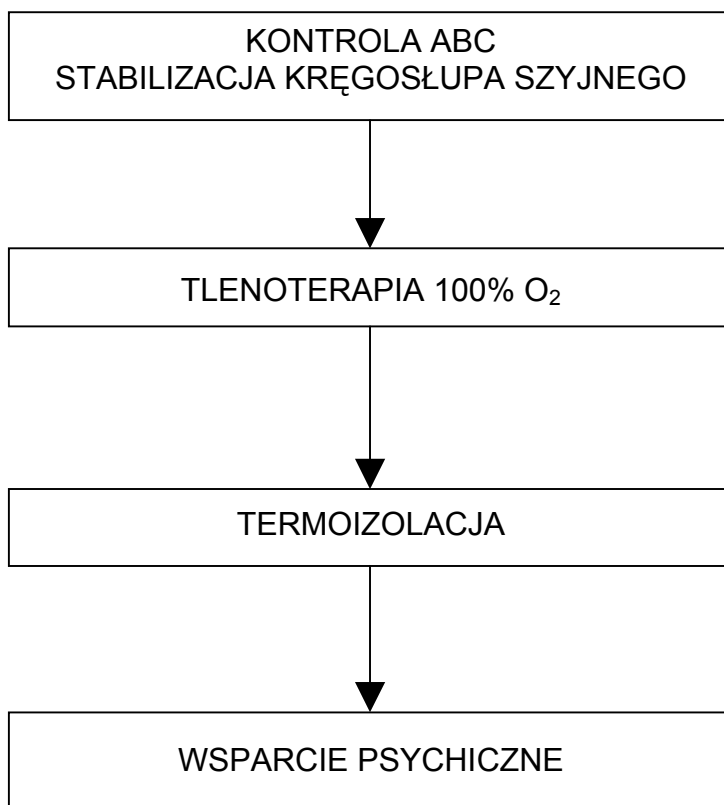 KONTROLA ABC
STABILIZACJA KRĘGOSŁUPA SZYJNEGO
TLENOTERAPIA 100% O₂
TERMOIZOLACJA
WSPARCIE PSYCHICZNE